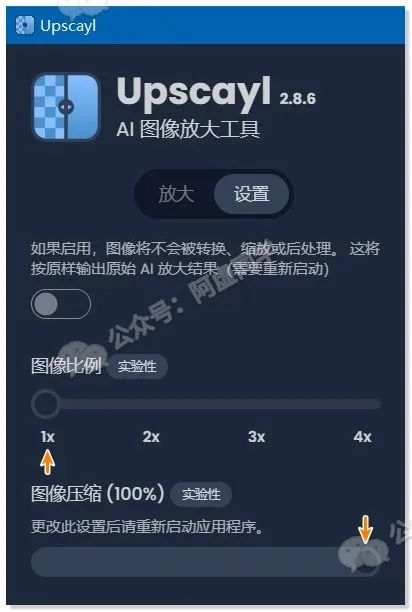 Upscayl
Upscayl 2.8.6
AI 图像放大工具
放大 设置
如果启用，图像将不会被转换、缩放或后处理。 这将
按原样输出原始 AI 放大结果（需要重新启动）
公众号：阿虚同学
图像比例 实验性
1x 2x 3x 4x
图像压缩 (100%) 实验性
更改此设置后请重新启动应用程序。